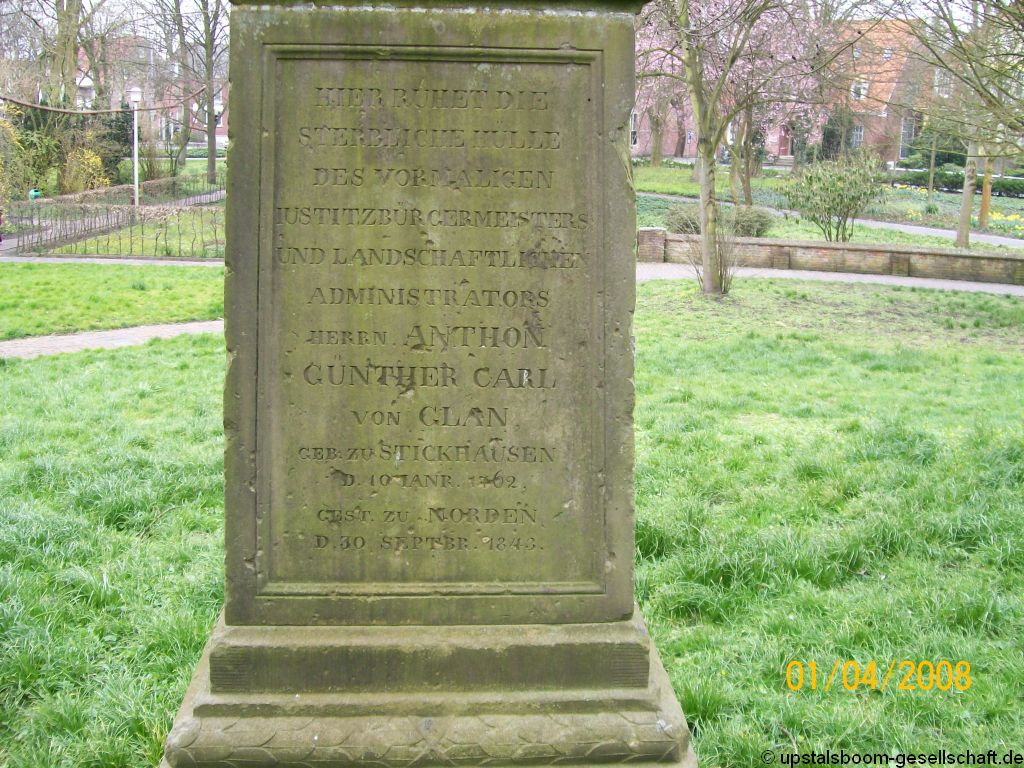 HIER RUHET DIE
STERBLICHE HÜLLE
DES VORMALIGEN
IUSTITZBÜRGERMEISTERS
UND LANDSCHAFTLICHEN
ADMINISTRATORS
HERRN ANTHON
GÜNTHER CARL
VON GLAN
GEB. ZU STICKHAUSEN
D. 10 IANR. 1762.
GEST. ZU NORDEN
D. 30 SEPTBR. 1843.
01/04/2008
© upstalsboom-gesellschaft.de